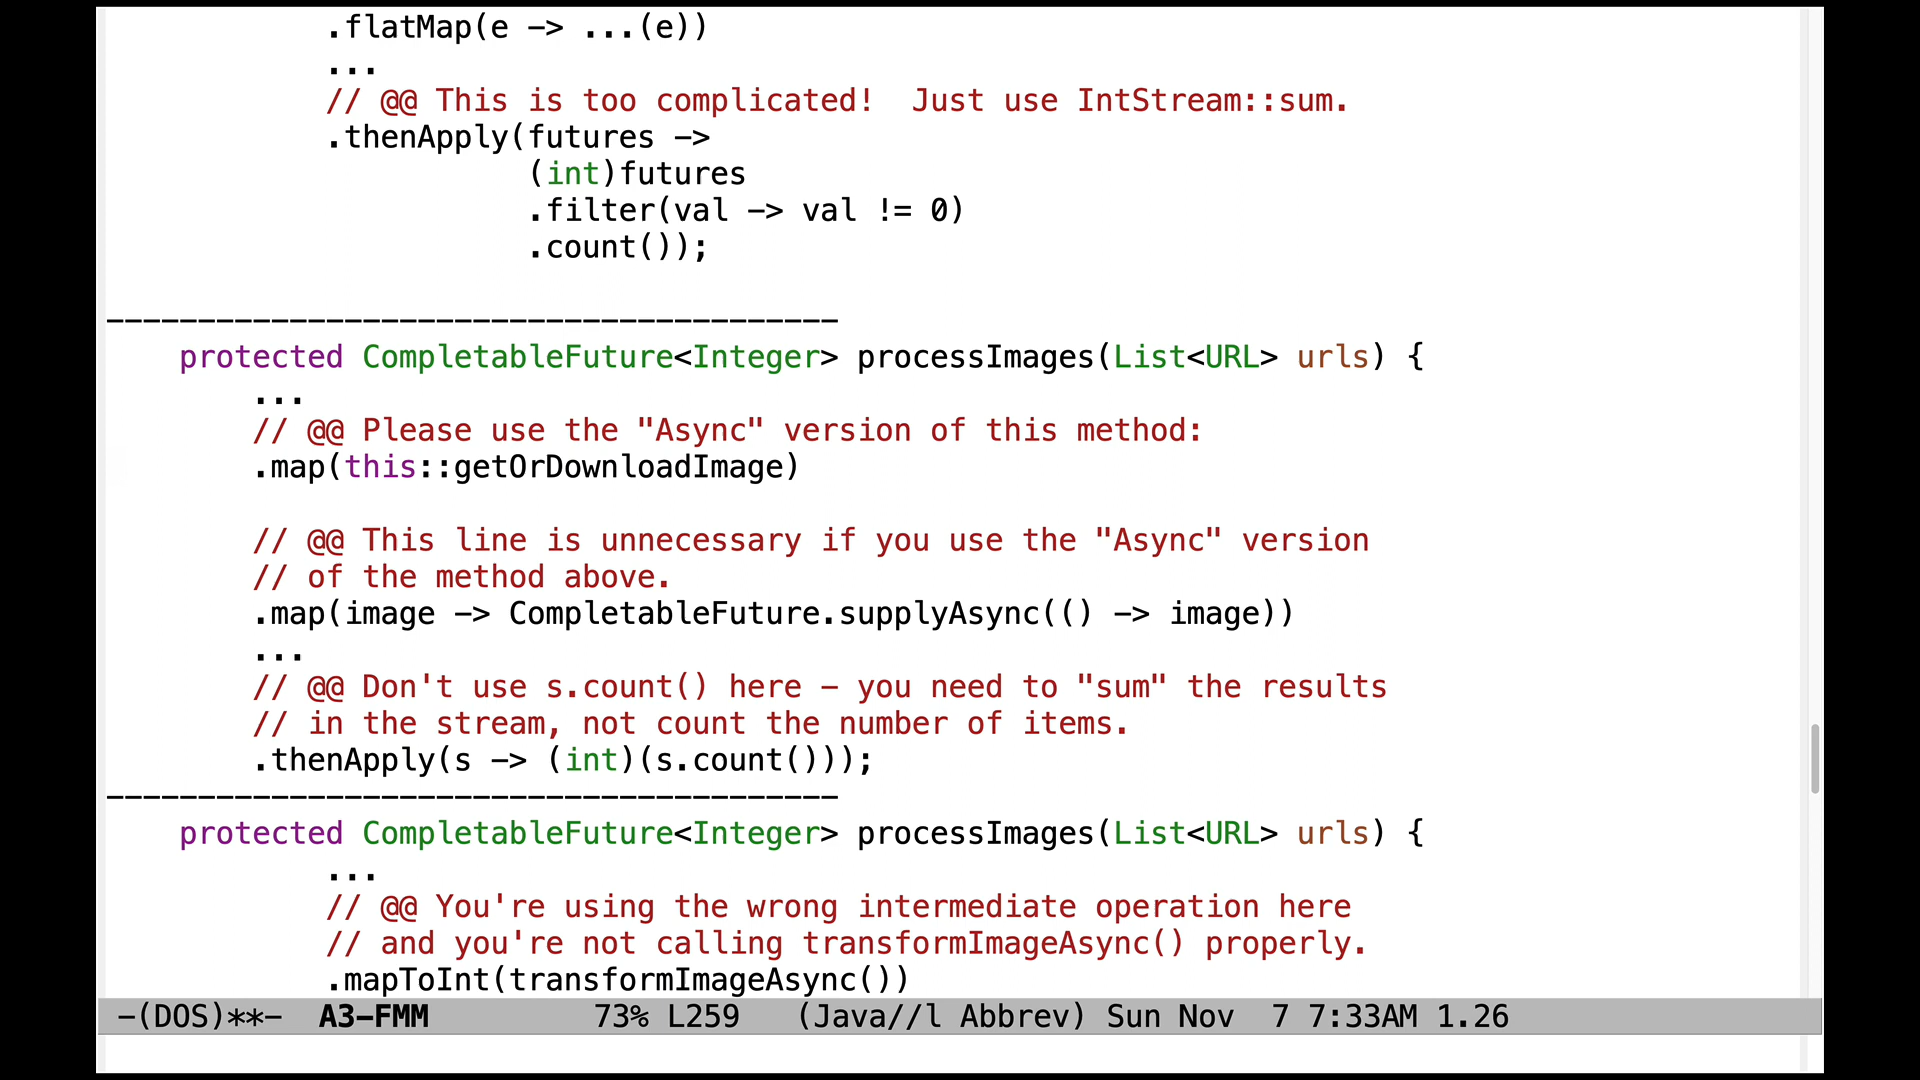 .flatMap(e -> ...(e))
...
// @@ This is too complicated!  Just use IntStream::sum.
.thenApply(futures ->
(int)futures
.filter(val -> val != 0)
.count());
----------------------------------------
protected CompletableFuture<Integer> processImages(List<URL> urls) {
...
// @@ Please use the "Async" version of this method:
.map(this::getOrDownloadImage)
// @@ This line is unnecessary if you use the "Async" version
// of the method above.
.map(image -> CompletableFuture.supplyAsync(() -> image))
...
// @@ Don't use s.count() here - you need to "sum" the results
// in the stream, not count the number of items.
.thenApply(s -> (int)(s.count()));
----------------------------------------
protected CompletableFuture<Integer> processImages(List<URL> urls) {
...
// @@ You're using the wrong intermediate operation here
// and you're not calling transformImageAsync() properly.
.mapToInt(transformImageAsync())
-(DOS)**-  A3-FMM         73% L259   (Java//l Abbrev) Sun Nov  7 7:33AM 1.26